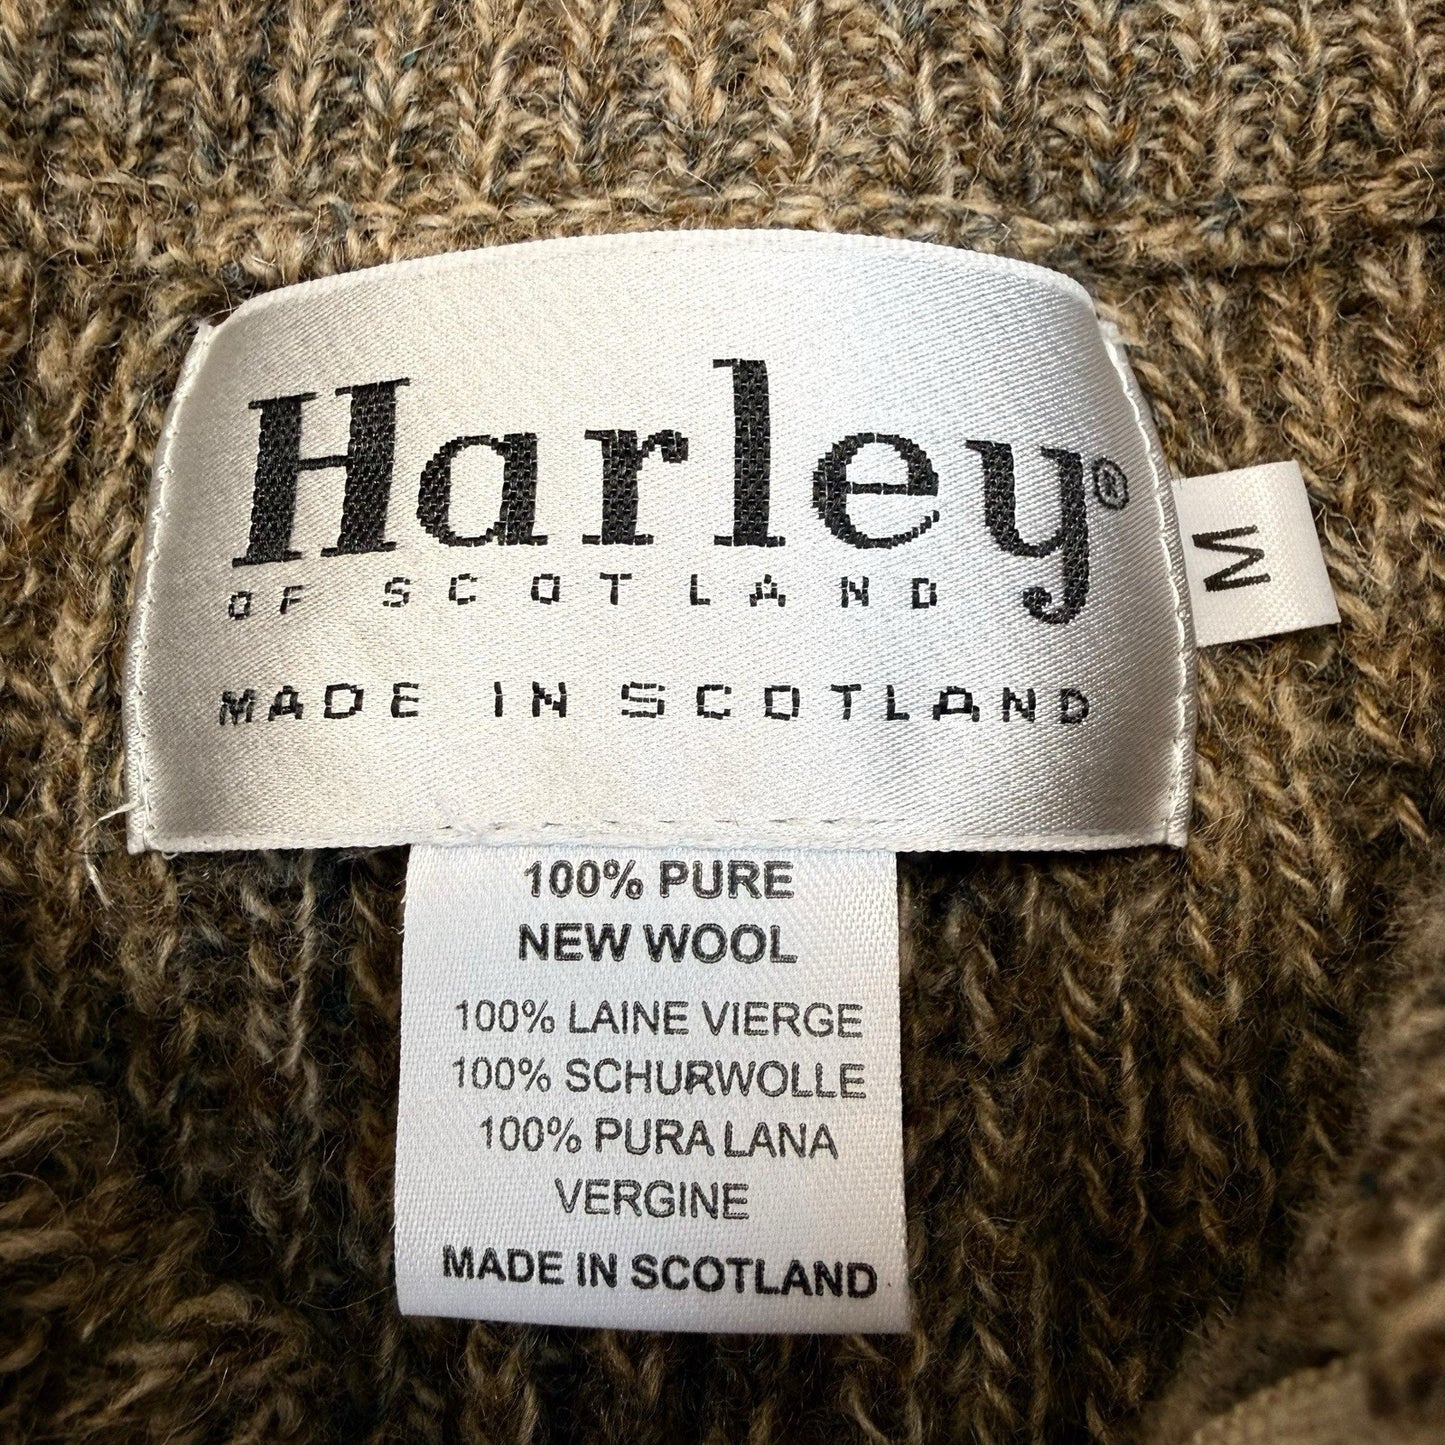 Harley®
OF SCOTLAND
MADE IN SCOTLAND
M
100% PURE
NEW WOOL
100% LAINE VIERGE
100% SCHURWOLLE
100% PURA LANA
VERGINE
MADE IN SCOTLAND